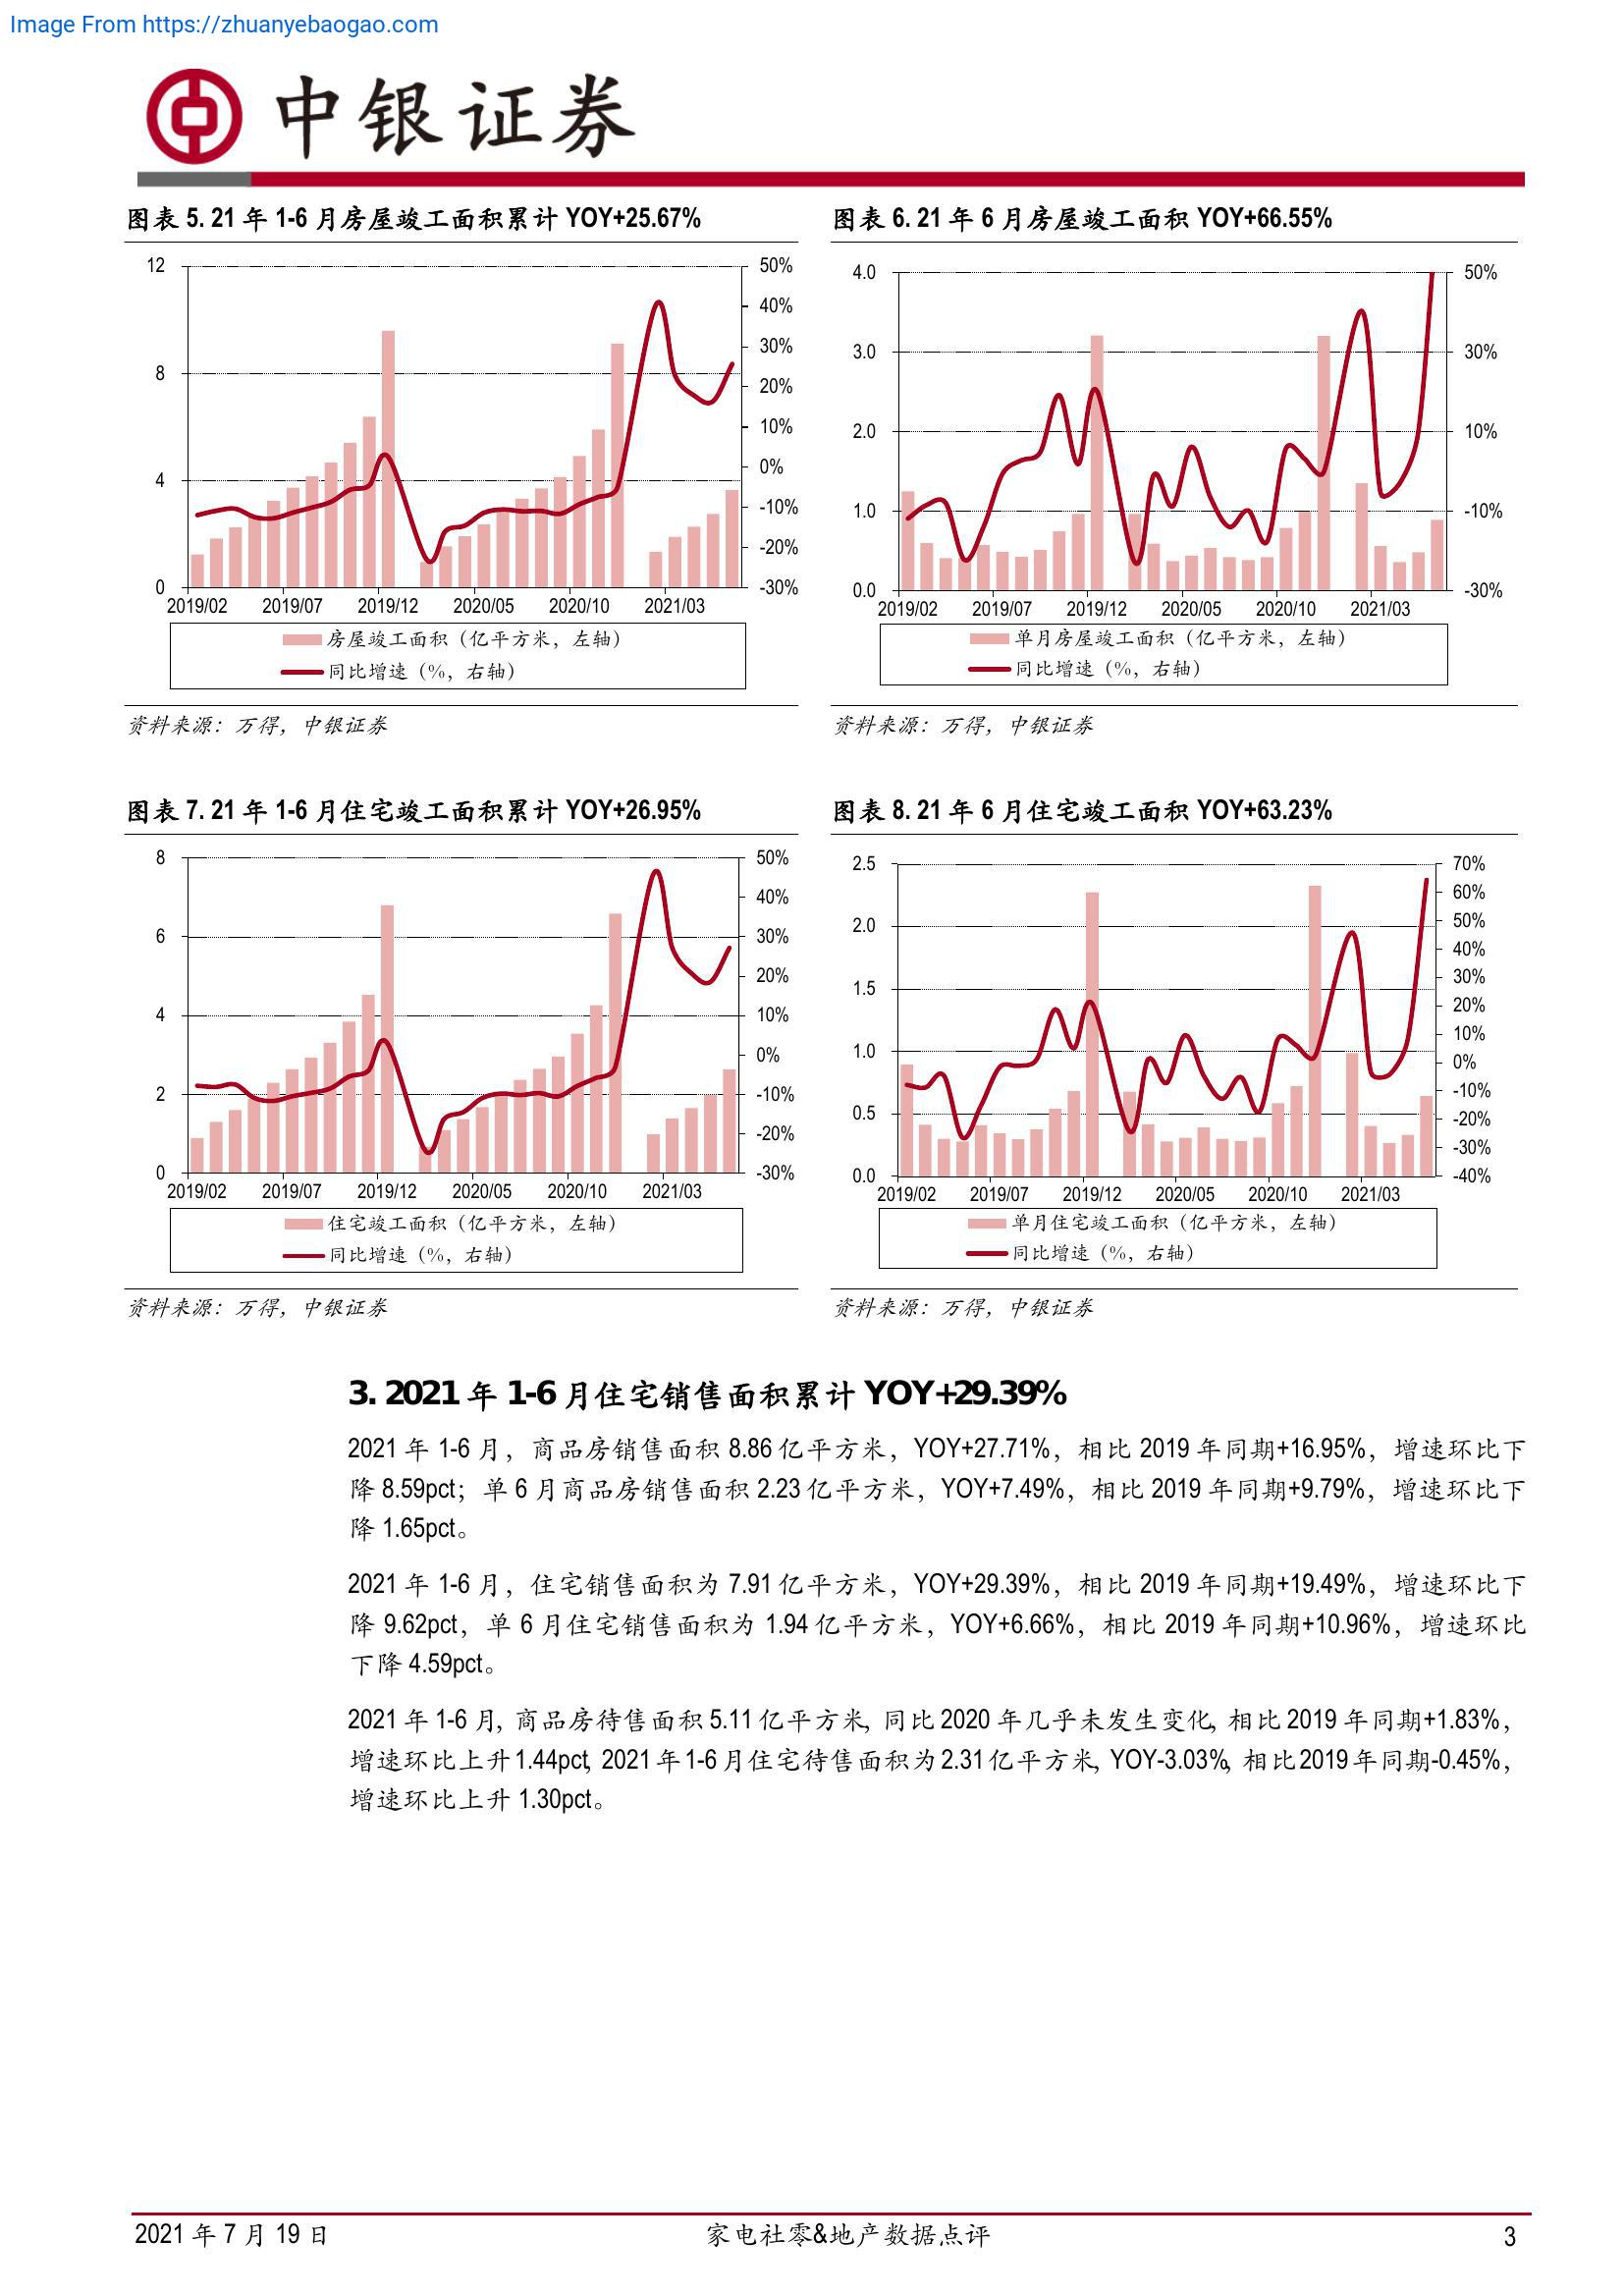 Image From https://zhuanyebaogao.com
中银证券
图表 5. 21 年 1-6 月房屋竣工面积累计 YOY+25.67%
12
8
4
0
50%
40%
30%
20%
10%
0%
-10%
-20%
-30%
2019/02 2019/07 2019/12 2020/05 2020/10 2021/03
房屋竣工面积（亿平方米，左轴）
同比增速（%，右轴）
资料来源：万得，中银证券
图表 6. 21 年 6 月房屋竣工面积 YOY+66.55%
4.0
3.0
2.0
1.0
0.0
50%
30%
10%
-10%
-30%
2019/02 2019/07 2019/12 2020/05 2020/10 2021/03
单月房屋竣工面积（亿平方米，左轴）
同比增速（%，右轴）
资料来源：万得，中银证券
图表 7. 21 年 1-6 月住宅竣工面积累计 YOY+26.95%
8
6
4
2
0
50%
40%
30%
20%
10%
0%
-10%
-20%
-30%
2019/02 2019/07 2019/12 2020/05 2020/10 2021/03
住宅竣工面积（亿平方米，左轴）
同比增速（%，右轴）
资料来源：万得，中银证券
图表 8. 21 年 6 月住宅竣工面积 YOY+63.23%
2.5
2.0
1.5
1.0
0.5
0.0
70%
60%
50%
40%
30%
20%
10%
0%
-10%
-20%
-30%
-40%
2019/02 2019/07 2019/12 2020/05 2020/10 2021/03
单月住宅竣工面积（亿平方米，左轴）
同比增速（%，右轴）
资料来源：万得，中银证券
3. 2021 年 1-6 月住宅销售面积累计 YOY+29.39%
2021 年 1-6 月，商品房销售面积 8.86 亿平方米，YOY+27.71%，相比 2019 年同期+16.95%，增速环比下
降 8.59pct；单 6 月商品房销售面积 2.23 亿平方米，YOY+7.49%，相比 2019 年同期+9.79%，增速环比下
降 1.65pct。
2021 年 1-6 月，住宅销售面积为 7.91 亿平方米，YOY+29.39%，相比 2019 年同期+19.49%，增速环比下
降 9.62pct，单 6 月住宅销售面积为 1.94 亿平方米，YOY+6.66%，相比 2019 年同期+10.96%，增速环比
下降 4.59pct。
2021 年 1-6 月，商品房待售面积 5.11 亿平方米，同比 2020 年几乎未发生变化，相比 2019 年同期+1.83%，
增速环比上升 1.44pct，2021 年 1-6 月住宅待售面积为 2.31 亿平方米，YOY-3.03%，相比 2019 年同期-0.45%，
增速环比上升 1.30pct。
2021 年 7 月 19 日 家电社零&地产数据点评 3